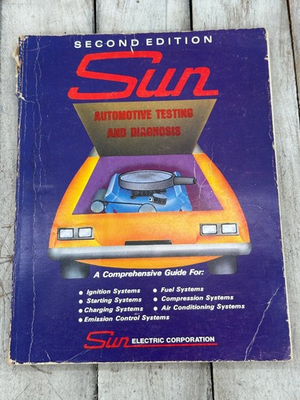 SECOND EDITION
Sun
AUTOMOTIVE TESTING
AND DIAGNOSIS
A Comprehensive Guide For:
• Ignition Systems • Fuel Systems
• Starting Systems • Compression Systems
• Charging Systems • Air Conditioning Systems
• Emission Control Systems
Sun ELECTRIC CORPORATION